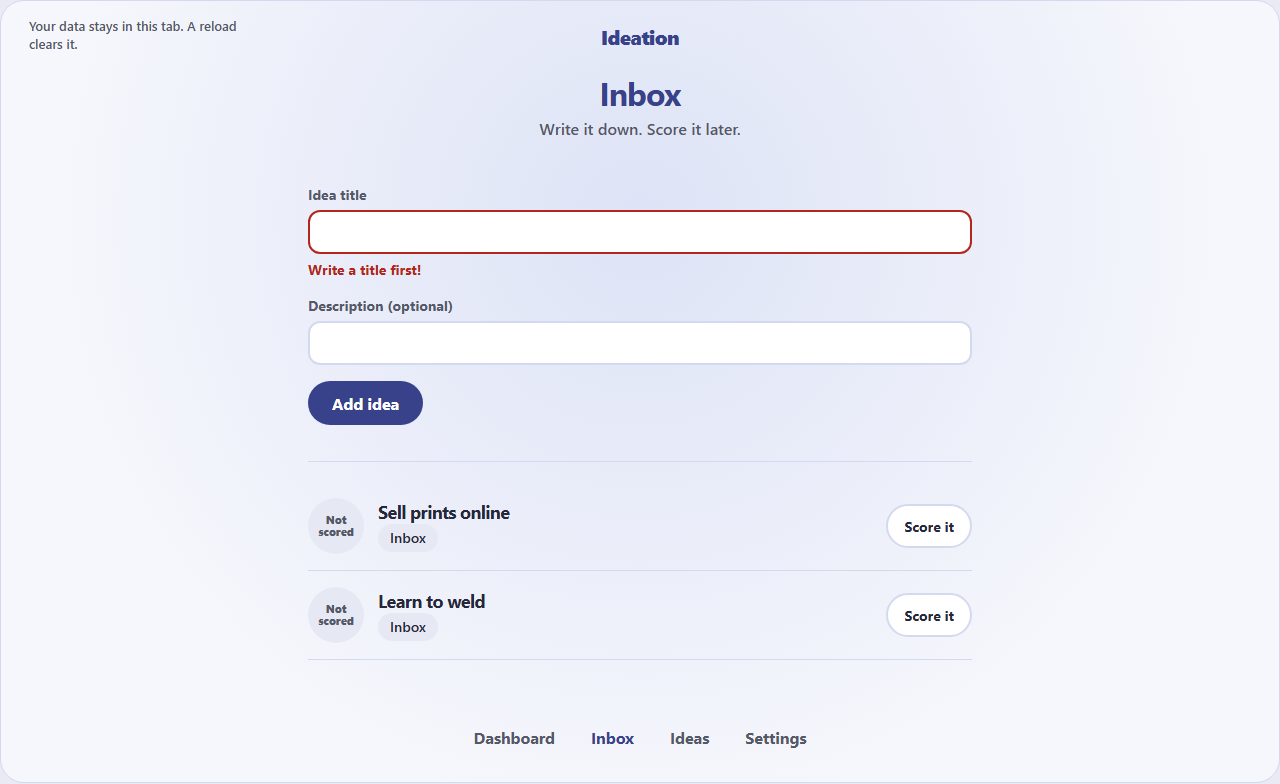 Your data stays in this tab. A reload
clears it.
Ideation
Inbox
Write it down. Score it later.
Idea title
Write a title first!
Description (optional)
Add idea
Not
scored
Sell prints online
Inbox
Score it
Not
scored
Learn to weld
Inbox
Score it
Dashboard
Inbox
Ideas
Settings